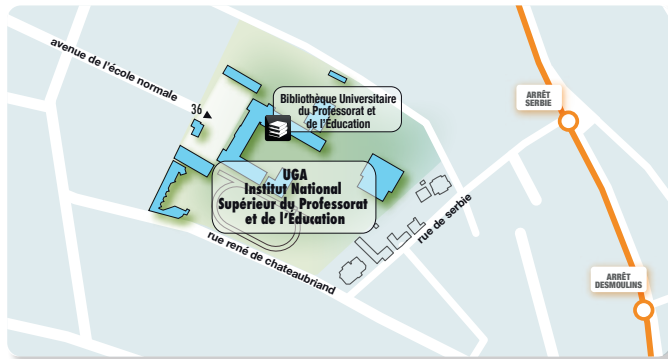 avenue de l'école normale
36
Bibliothèque Universitaire
du Professorat et
de l'Éducation
ARRÊT
SERBIE
UGA
Institut National
Supérieur du Professorat
et de l'Éducation
rue de serbie
rue rené de chateaubriand
ARRÊT
DESMOULINS